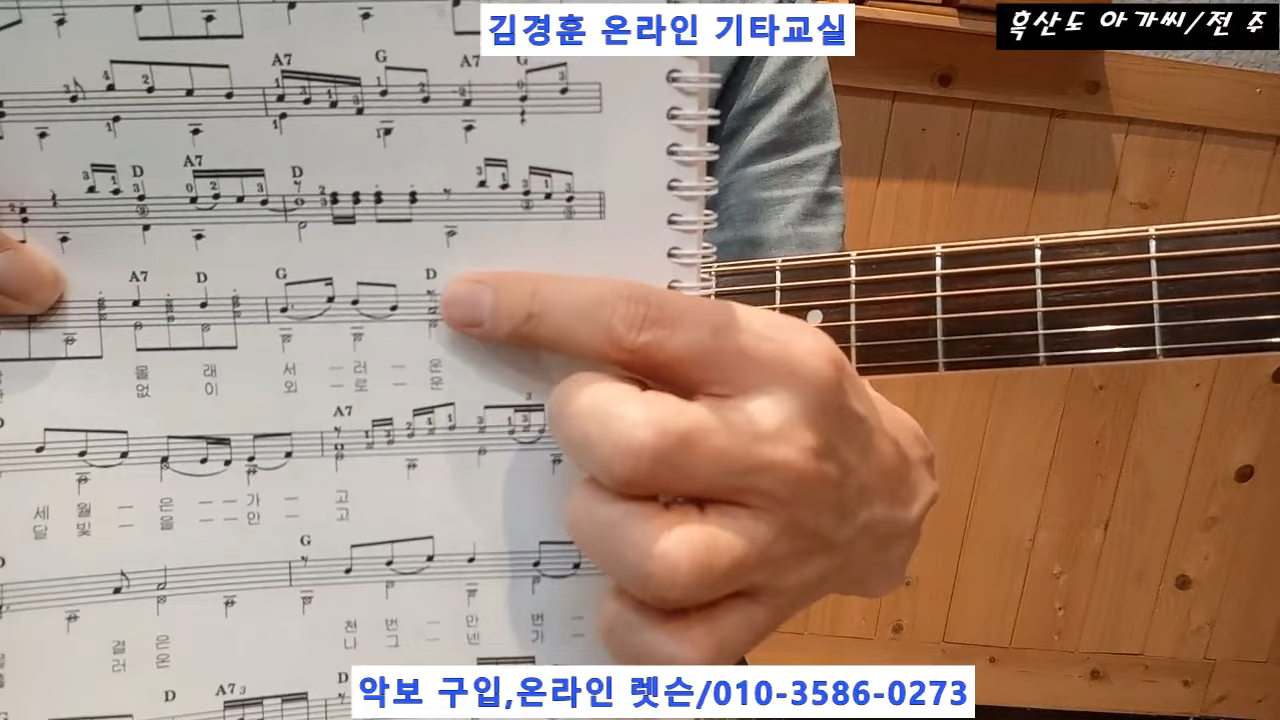 김경훈 온라인 기타교실
흑산도 아가씨/전 주
A7 G A7 G
D A7 D
A7 D G D
몰 래 서 - 러 - 운
없 이 외 - 로 - 운
A7
세 월 - 은 - - 가 - 고
달 빛 - 을 - - 안 - 고
G
천 번 - 만 번 -
결 은 나 그 - 넨 가 -
러 온
D A7 D
악보 구입,온라인 렛슨/010-3586-0273